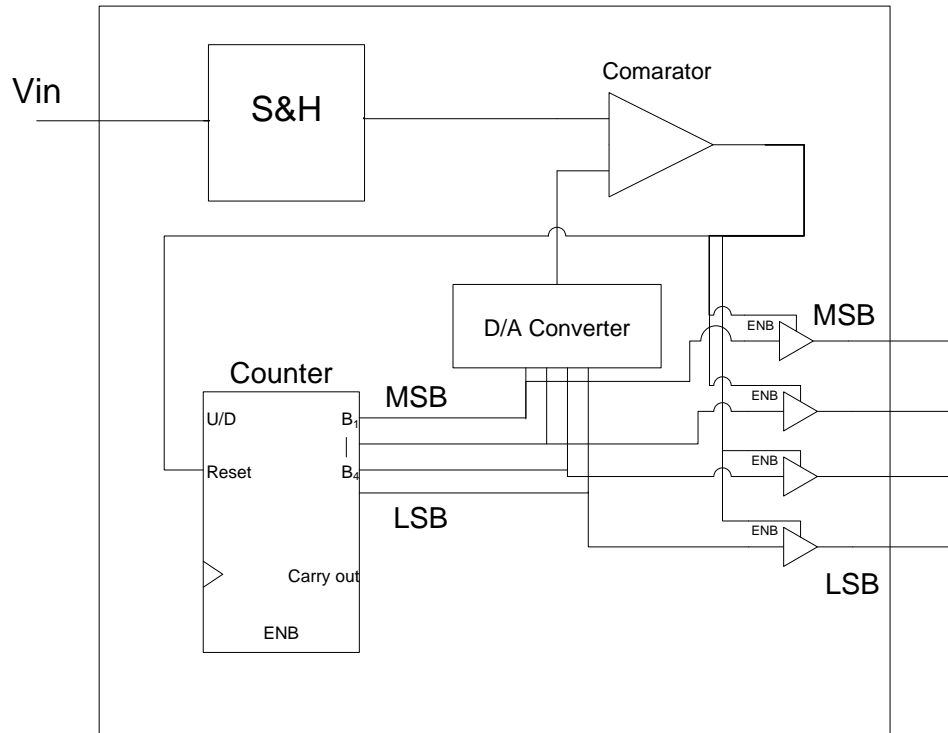 Comarator
Vin
S&H
ENB
MSB
D/A Converter
Counter
MSB
ENB
U/D
B1
|
Reset
B4
ENB
LSB
ENB
LSB
Carry out
ENB